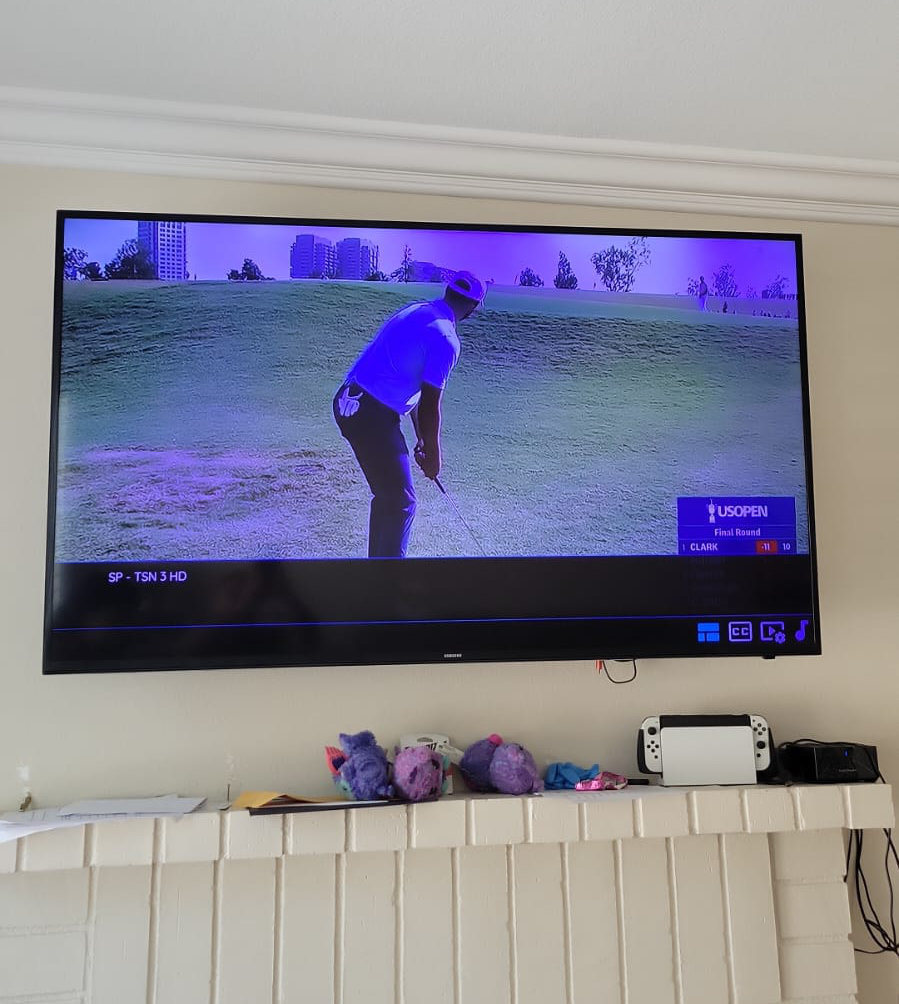 USOPEN
Final Round
1 CLARK -11 10
SP - TSN 3 HD
CC
SAMSUNG